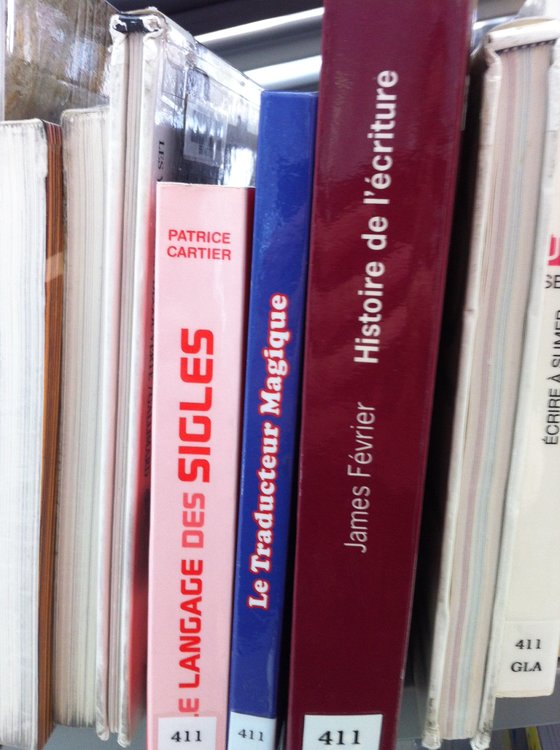 PATRICE
CARTIER
LE LANGAGE DES SIGLES
411
Le Traducteur Magique
411
James Février Histoire de l'écriture
411
ÉCRIRE À SUMER
411
GLA